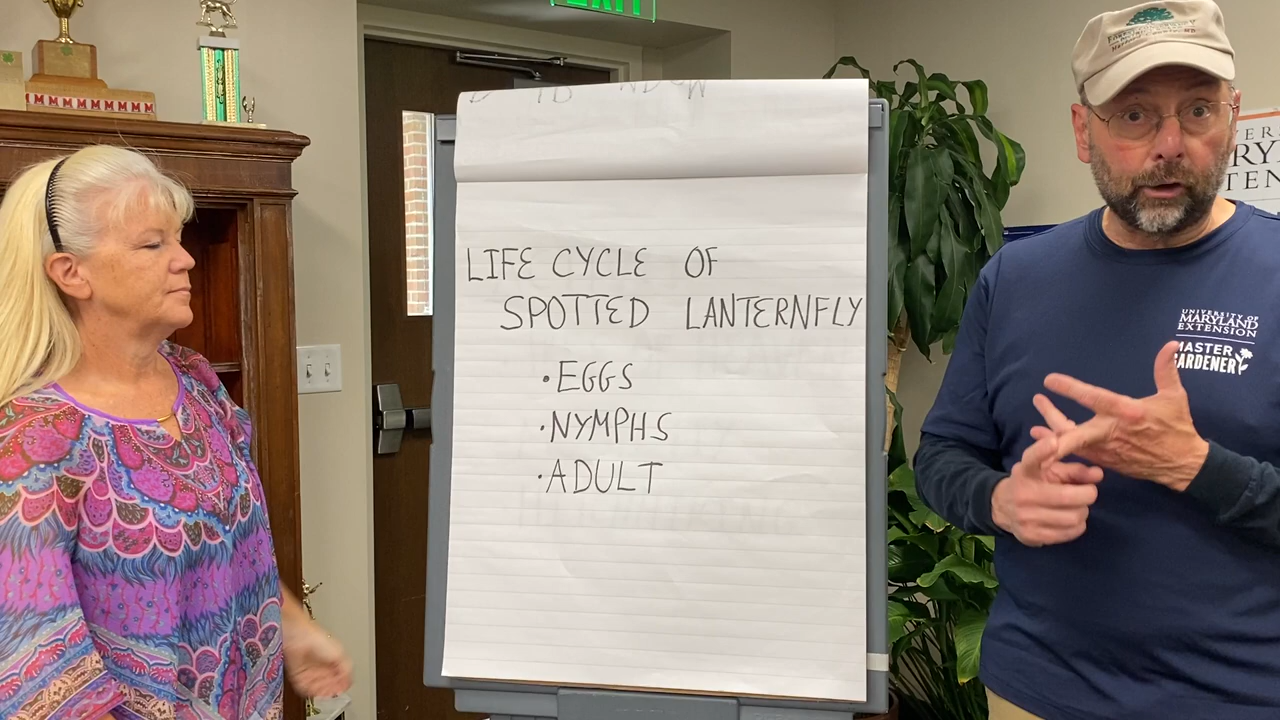 EXIT
LIFE CYCLE OF
SPOTTED LANTERNFLY
• EGGS
• NYMPHS
• ADULT
UNIVERSITY OF
MARYLAND
EXTENSION
MASTER
GARDENER